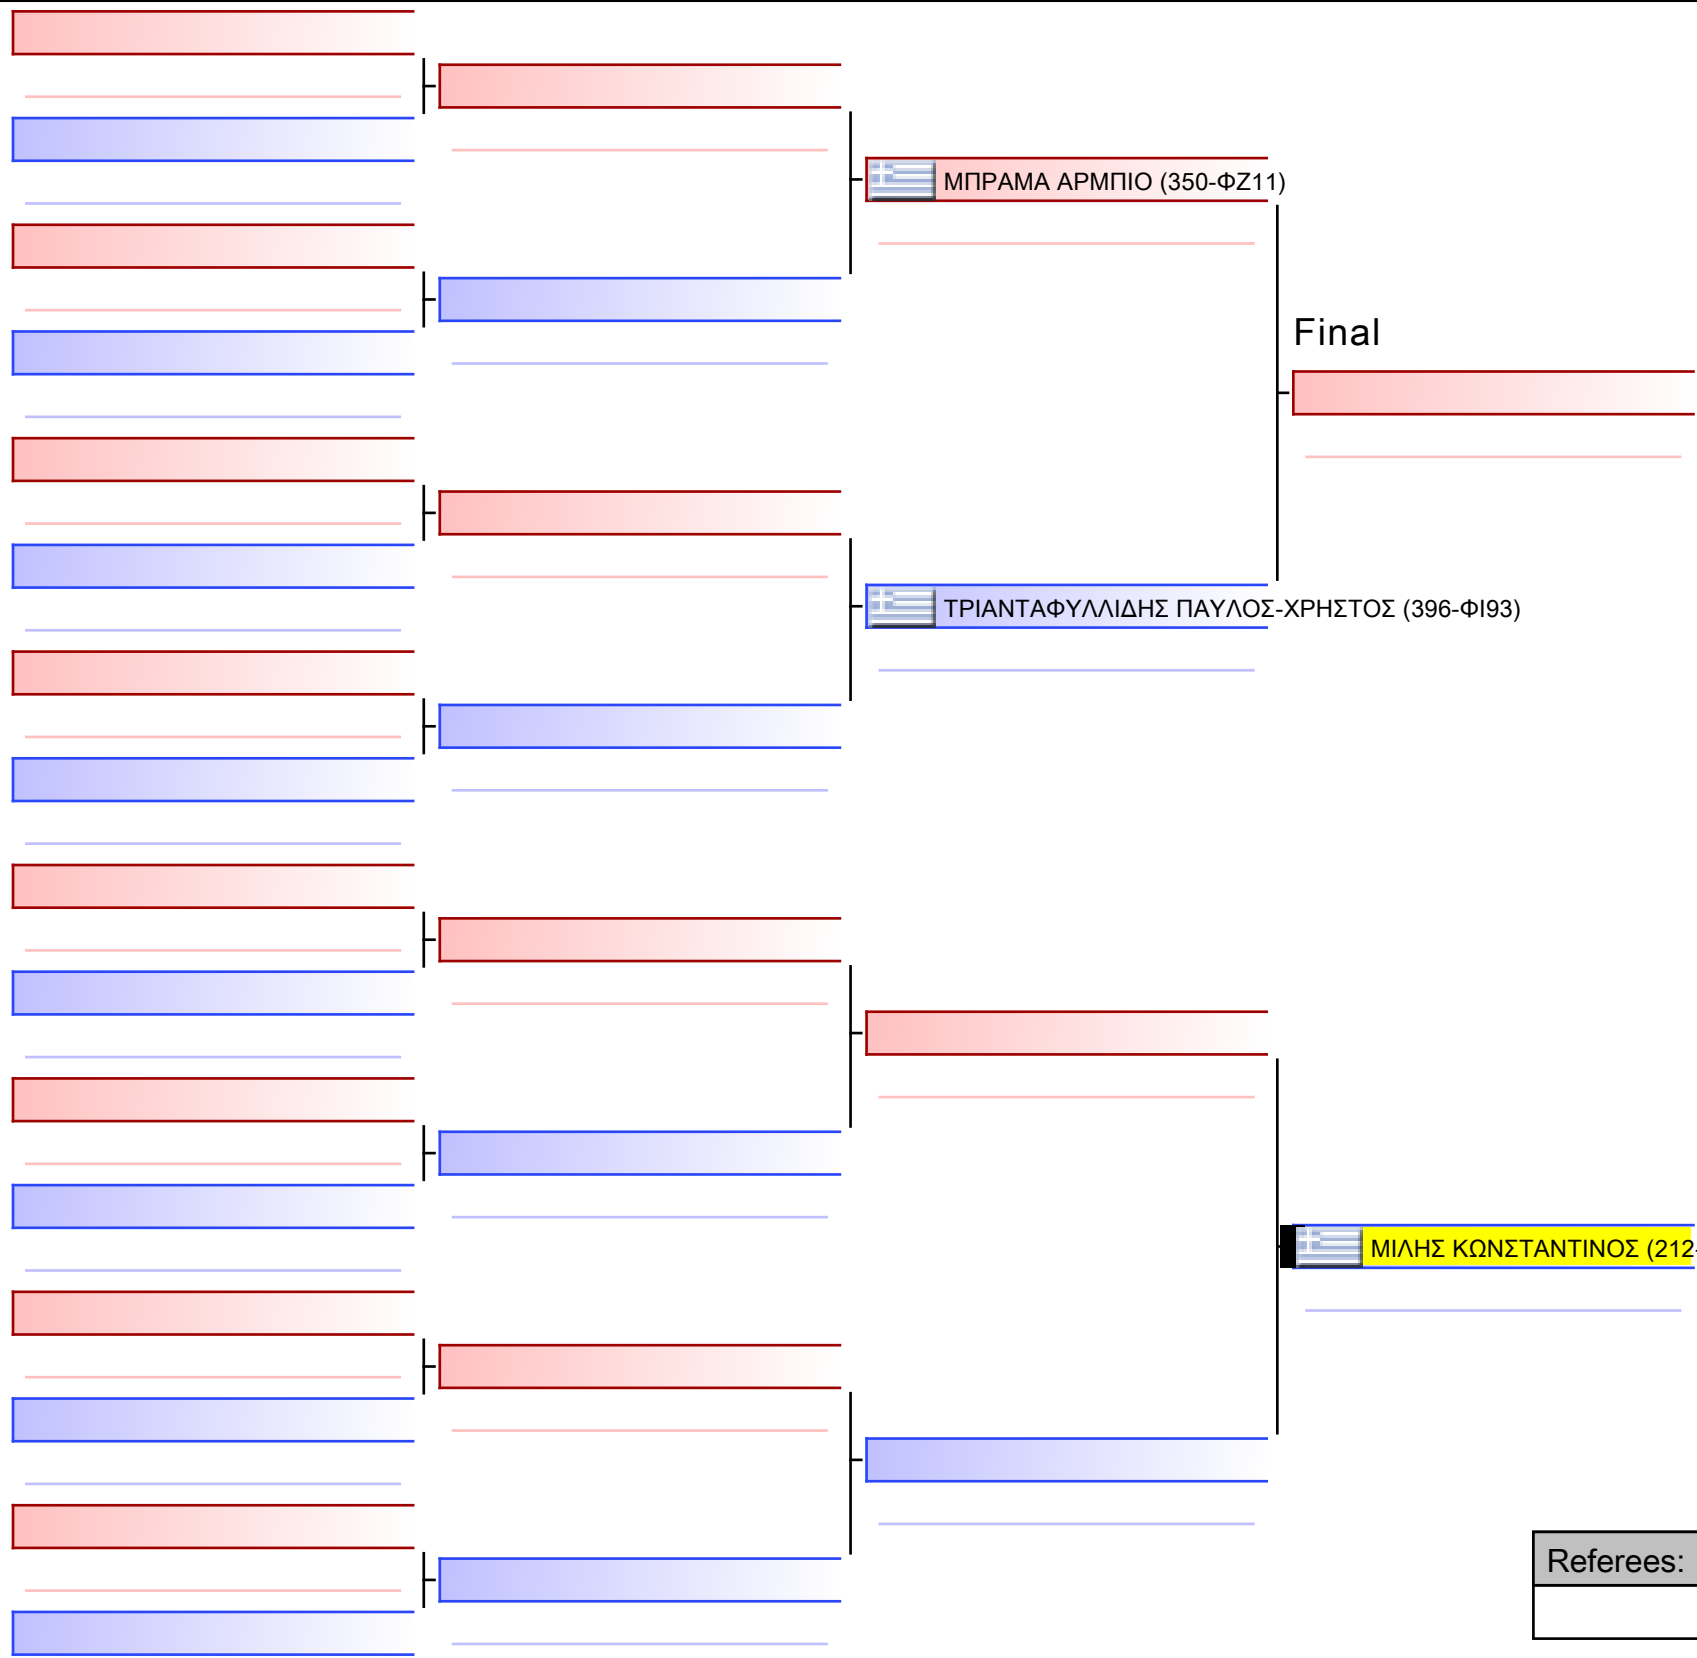 ΜΠΡΑΜΑ ΑΡΜΠΙΟ (350-ΦΖ11)
Final
ΤΡΙΑΝΤΑΦΥΛΛΙΔΗΣ ΠΑΥΛΟΣ-ΧΡΗΣΤΟΣ (396-ΦΙ93)
ΜΙΛΗΣ ΚΩΝΣΤΑΝΤΙΝΟΣ (212-
Referees: